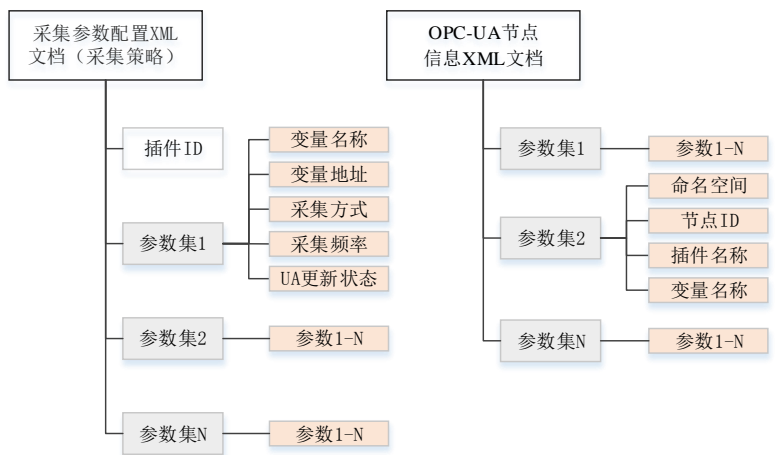 采集参数配置XML
文档（采集策略）
插件ID
参数集1
变量名称
变量地址
采集方式
采集频率
UA更新状态
参数集2
参数1-N
参数集N
参数1-N
OPC-UA节点
信息XML文档
参数集1
参数1-N
参数集2
命名空间
节点ID
插件名称
变量名称
参数集N
参数1-N